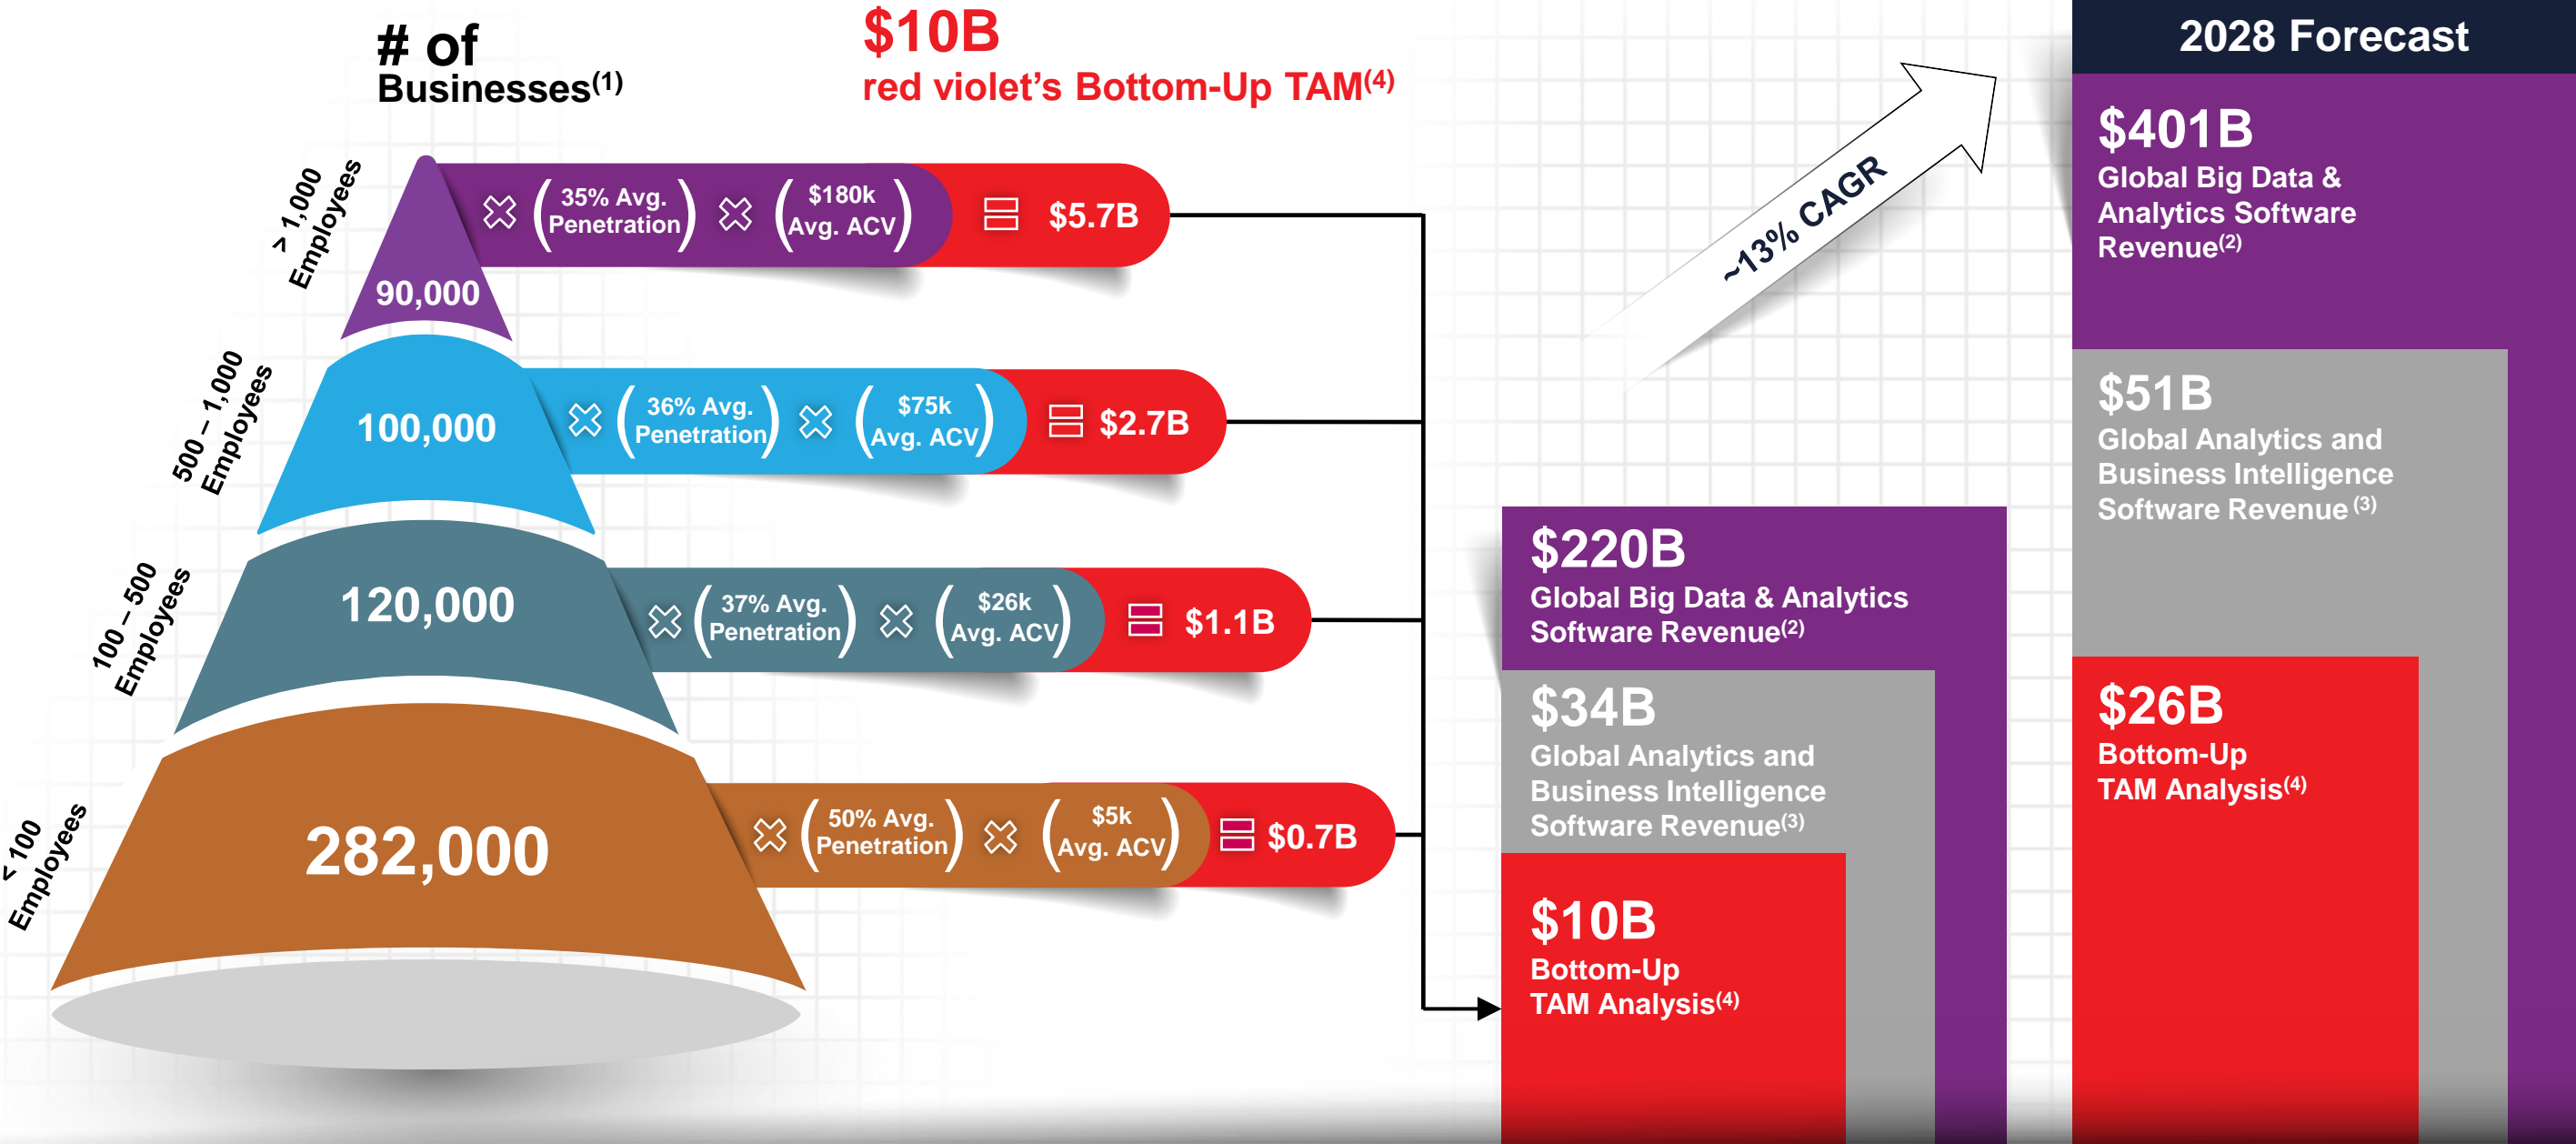 # of
Businesses(1)
$10B
red violet's Bottom-Up TAM(4)
> 1,000
Employees
90,000
35% Avg.
Penetration
$180k
Avg. ACV
$5.7B
500 – 1,000
Employees
100,000
36% Avg.
Penetration
$75k
Avg. ACV
$2.7B
100 – 500
Employees
120,000
37% Avg.
Penetration
$26k
Avg. ACV
$1.1B
< 100
Employees
282,000
50% Avg.
Penetration
$5k
Avg. ACV
$0.7B
$220B
Global Big Data & Analytics
Software Revenue(2)
$34B
Global Analytics and
Business Intelligence
Software Revenue(3)
$10B
Bottom-Up
TAM Analysis(4)
~13% CAGR
2028 Forecast
$401B
Global Big Data &
Analytics Software
Revenue(2)
$51B
Global Analytics and
Business Intelligence
Software Revenue (3)
$26B
Bottom-Up
TAM Analysis(4)